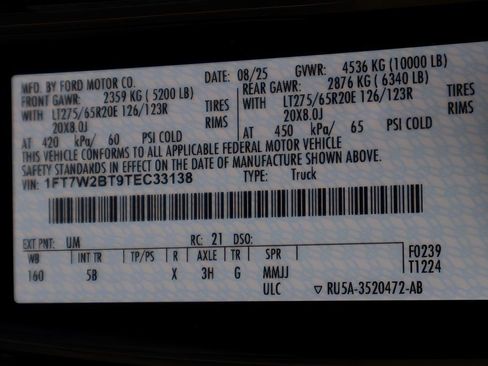 MFD. BY FORD MOTOR CO. DATE: 08/25 GVWR: 4536 KG (10000 LB)
FRONT GAWR: 2359 KG ( 5200 LB) REAR GAWR: 2876 KG ( 6340 LB)
WITH LT275/65R20E 126/123R TIRES WITH LT275/65R20E 126/123R TIRES
20X8.0J RIMS 20X8.0J RIMS
AT 420 kPa/ 60 PSI COLD AT 450 kPa/ 65 PSI COLD
THIS VEHICLE CONFORMS TO ALL APPLICABLE FEDERAL MOTOR VEHICLE
SAFETY STANDARDS IN EFFECT ON THE DATE OF MANUFACTURE SHOWN ABOVE.
VIN: 1FT7W2BT9TEC33138 TYPE: Truck
EXT PNT: UM RC: 21 DSO:
WB INT TR TP/PS R AXLE TR SPR F0239
160 5B X 3H G MMJJ T1224
ULC ▽ RU5A-3520472-AB